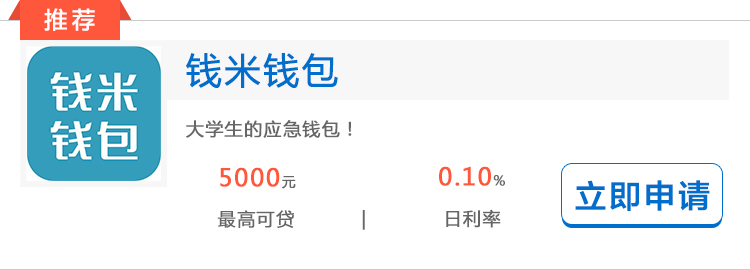 推荐
钱米
钱包
钱米钱包
大学生的应急钱包！
5000元
0.10%
最高可贷 | 日利率
立即申请